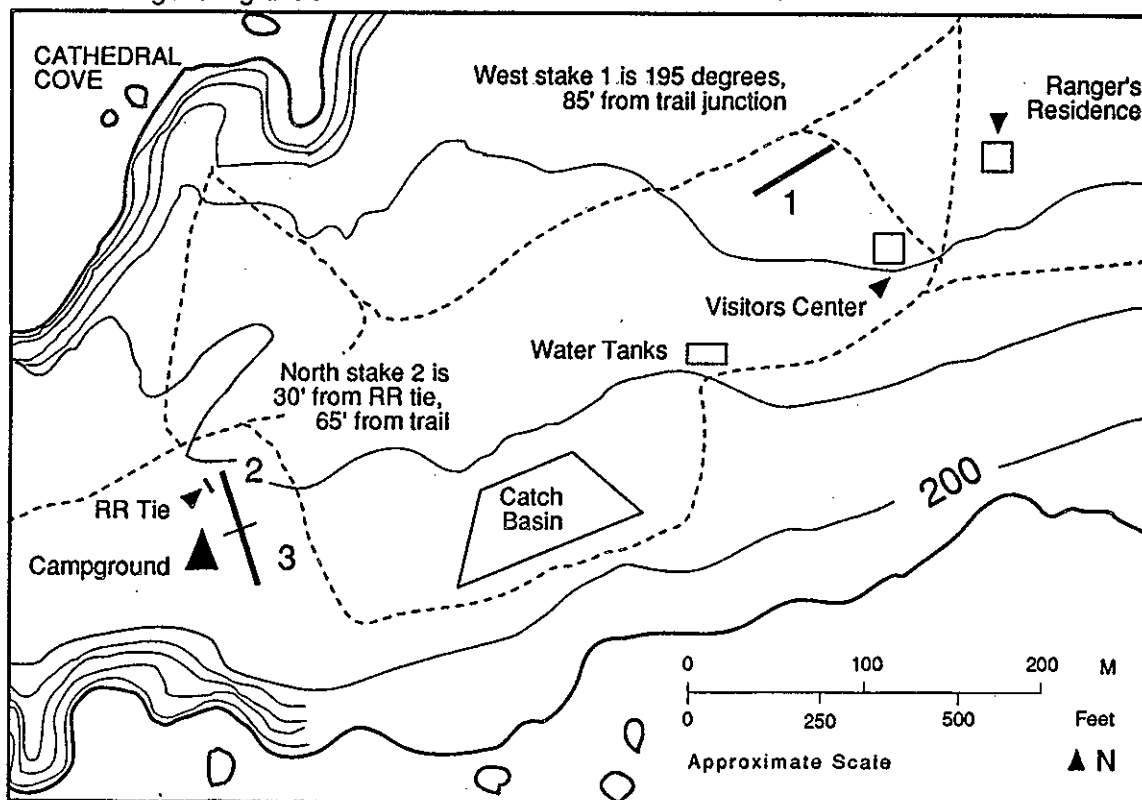 CATHEDRAL
COVE
West stake 1 is 195 degrees,
85' from trail junction
Ranger's
Residence
1
Visitors Center
Water Tanks
North stake 2 is
30' from RR tie,
65' from trail
2
RR Tie
Catch
Basin
200
Campground
3
0 100 200 M
0 250 500 Feet
Approximate Scale
N